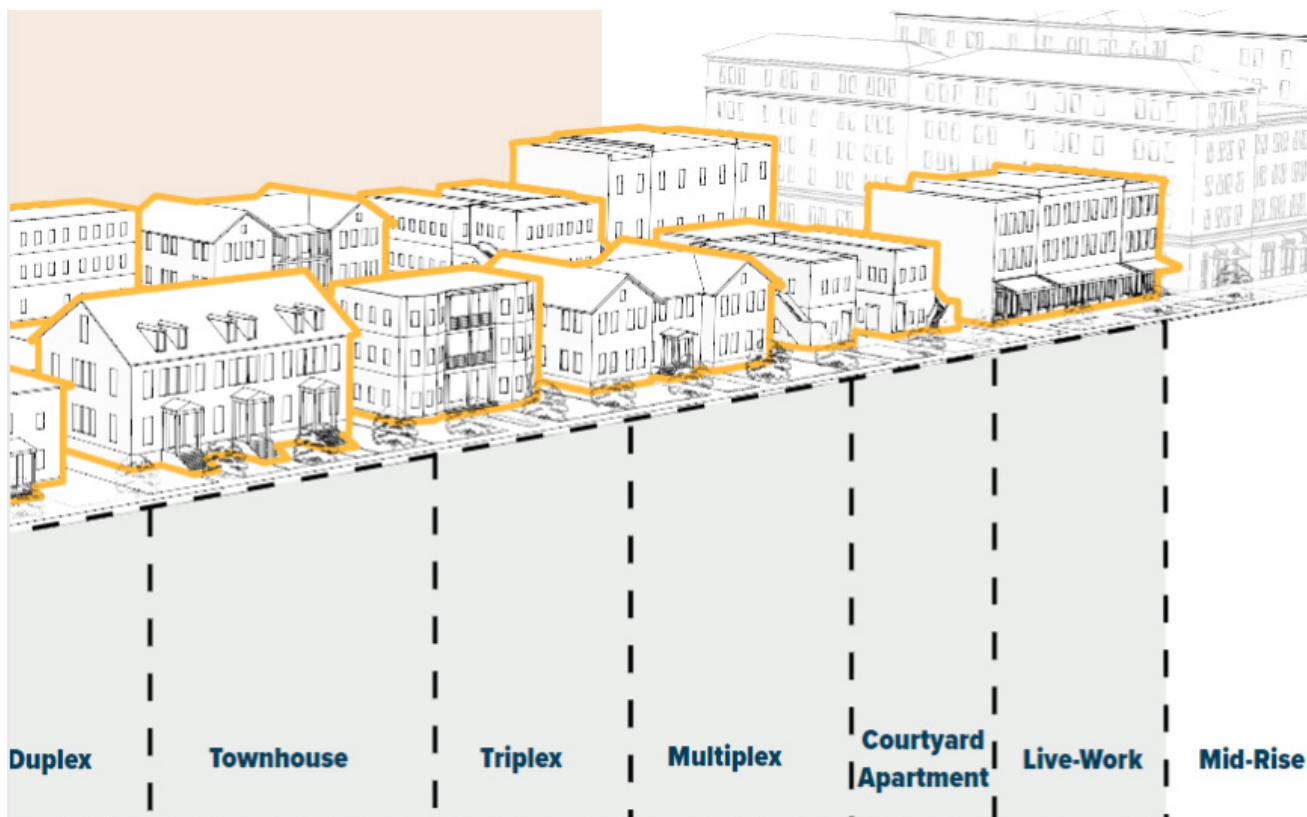 Duplex
Townhouse
Triplex
Multiplex
Courtyard
Apartment
Live-Work
Mid-Rise